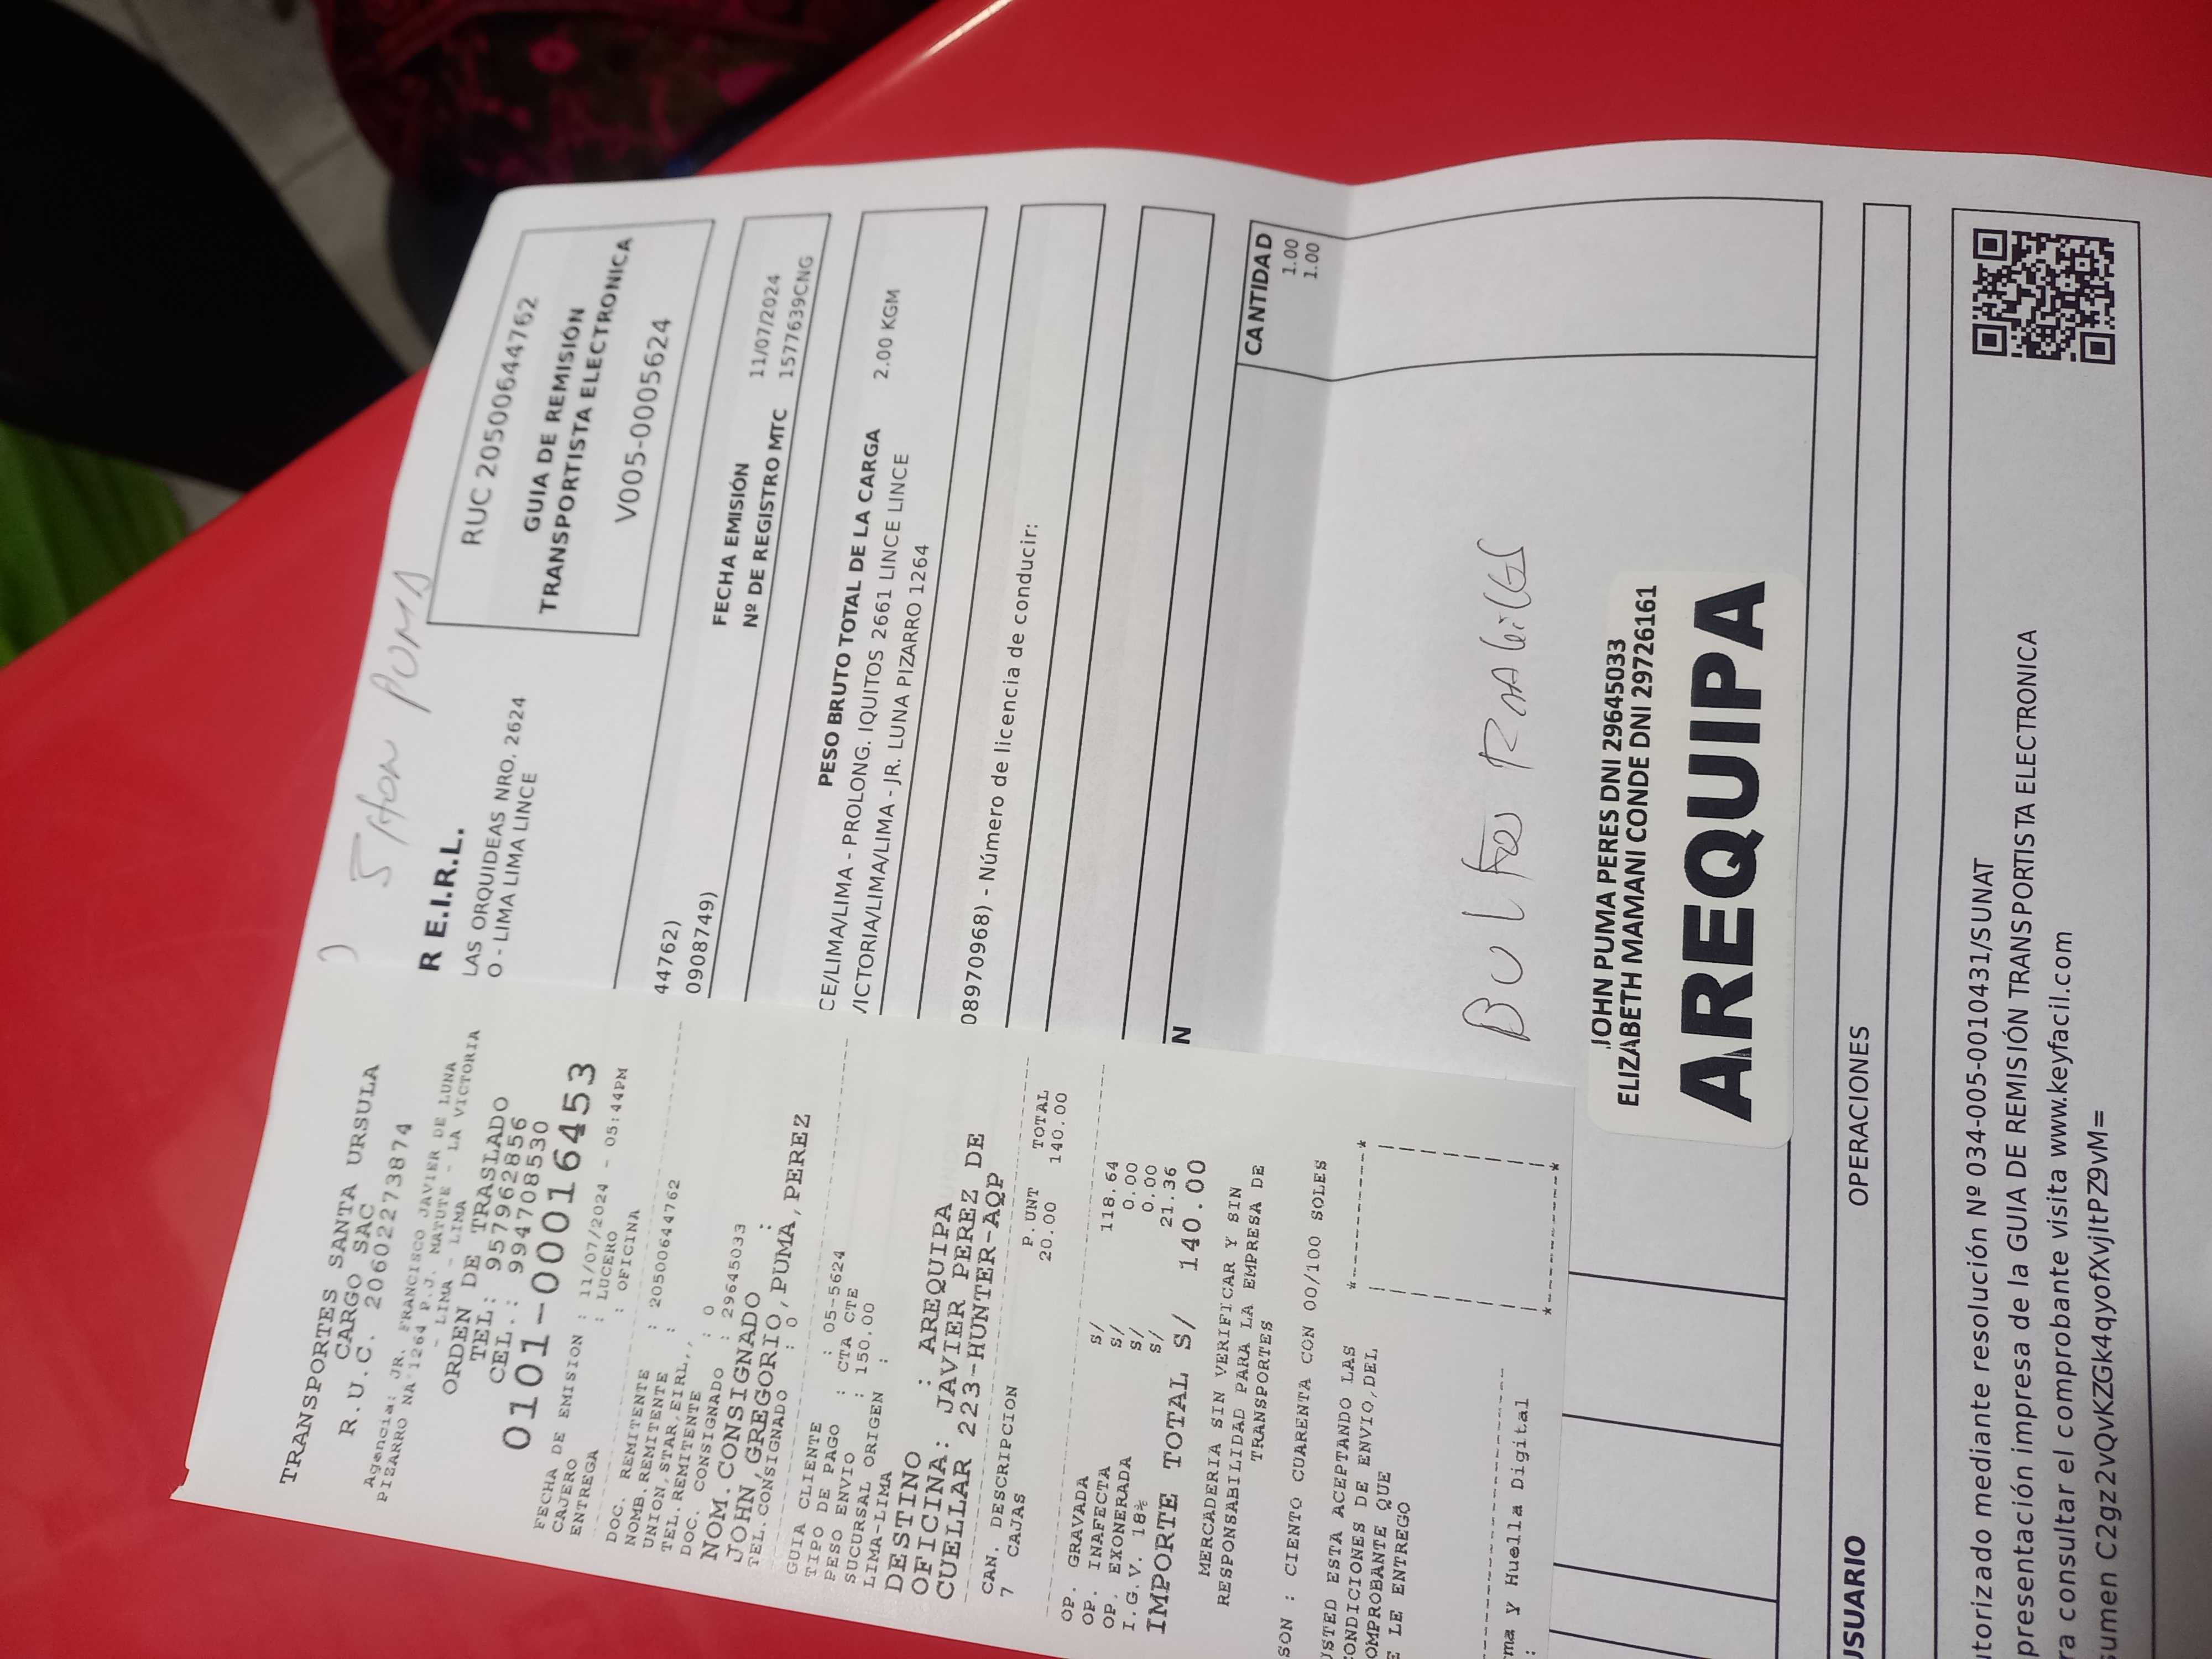 TRANSPORTES SANTA URSULA
CARGO SAC
R.U.C. 20602273874
Agencia: JR. FRANCISCO JAVIER DE LUNA
PIZARRO NA°1264 P.J. MATUTE - LA VICTORIA
- LIMA - LIMA
ORDEN DE TRASLADO
TEL: 957962856
CEL.: 994708530
0101-00016453
FECHA DE EMISION : 11/07/2024 - 05:44PM
CAJERO : LUCERO
ENTREGA : OFICINA
DOC. REMITENTE : 20500644762
NOMB.REMITENTE :
UNION,STAR,EIRL,,
TEL.REMITENTE : 0
DOC. CONSIGNADO : 29645033
NOM.CONSIGNADO :
JOHN,GREGORIO,PUMA,PEREZ
TEL.CONSIGNADO : 0
GUIA CLIENTE : 05-5624
TIPO DE PAGO : CTA CTE
PESO ENVIO : 150.00
SUCURSAL ORIGEN :
LIMA-LIMA
DESTINO : AREQUIPA
OFICINA: JAVIER PEREZ DE
CUELLAR 223-HUNTER-AQP
CAN. DESCRIPCION P.UNT TOTAL
7 CAJAS 20.00 140.00
OP. GRAVADA S/ 118.64
OP. INAFECTA S/ 0.00
OP. EXONERADA S/ 0.00
I.G.V. 18% S/ 21.36
IMPORTE TOTAL S/ 140.00
MERCADERIA SIN VERIFICAR Y SIN
RESPONSABILIDAD PARA LA EMPRESA DE
TRANSPORTES
SON : CIENTO CUARENTA CON 00/100 SOLES
USTED ESTA ACEPTANDO LAS
CONDICIONES DE ENVIO,DEL
COMPROBANTE QUE
SE LE ENTREGO
rma y Huella Digital
JHON PUMA
R E.I.R.L.
LAS ORQUIDEAS NRO. 2624
O - LIMA LIMA LINCE
RUC 20500644762
GUIA DE REMISIÓN
TRANSPORTISTA ELECTRONICA
V005-00005624
44762)
0908749)
FECHA EMISIÓN 11/07/2024
Nº DE REGISTRO MTC 1577639CNG
PESO BRUTO TOTAL DE LA CARGA 2.00 KGM
CE/LIMA/LIMA - PROLONG. IQUITOS 2661 LINCE LINCE
VICTORIA/LIMA/LIMA - JR. LUNA PIZARRO 1264
08970968) - Número de licencia de conducir:
N
CANTIDAD
1.00
1.00
BULTOS
JOHN PUMA PERES DNI 29645033
ELIZABETH MAMANI CONDE DNI 29726161
AREQUIPA
USUARIO OPERACIONES
utorizado mediante resolución Nº 034-005-0010431/SUNAT
presentación impresa de la GUIA DE REMISIÓN TRANSPORTISTA ELECTRONICA
ra consultar el comprobante visita www.keyfacil.com
sumen C2gz2vQvKZGk4qyofXvjItPZ9vM=